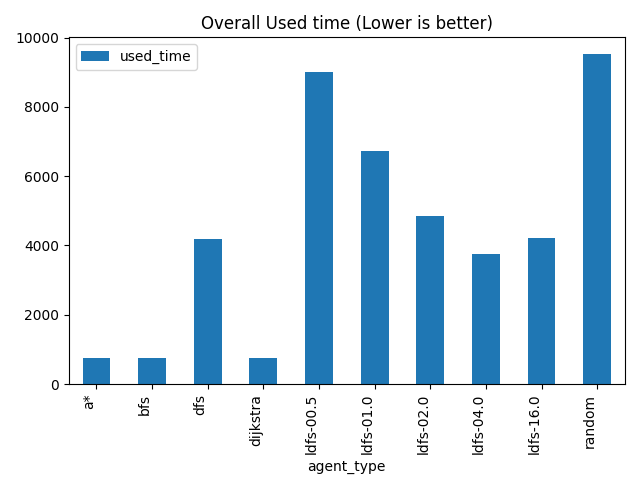 Overall Used time (Lower is better)
used_time
10000
8000
6000
4000
2000
0
a*
bfs
dfs
dijkstra
ldfs-00.5
ldfs-01.0
ldfs-02.0
ldfs-04.0
ldfs-16.0
random
agent_type